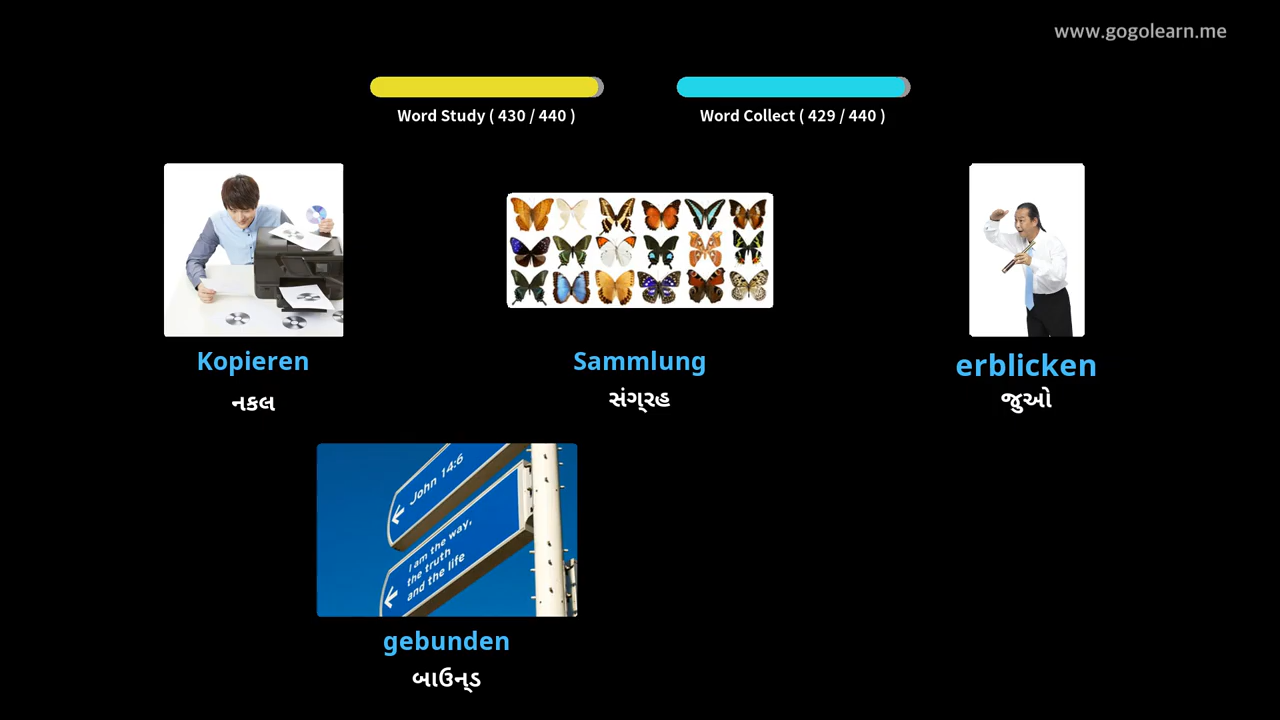 www.gogolearn.me
Word Study ( 430 / 440 )
Word Collect ( 429 / 440 )
Kopieren
નકલ
Sammlung
સંગ્રહ
erblicken
જુઓ
John 14:6
I am the way,
the truth
and the life
gebunden
બાઉન્ડ